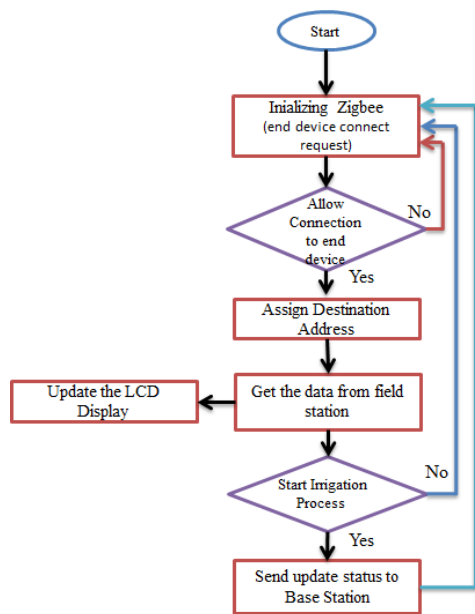 Start
Inializing Zigbee
(end device connect
request)
Allow
Connection
to end
device
No
Yes
Assign Destination
Address
Get the data from field
station
Update the LCD
Display
Start Irrigation
Process
No
Yes
Send update status to
Base Station